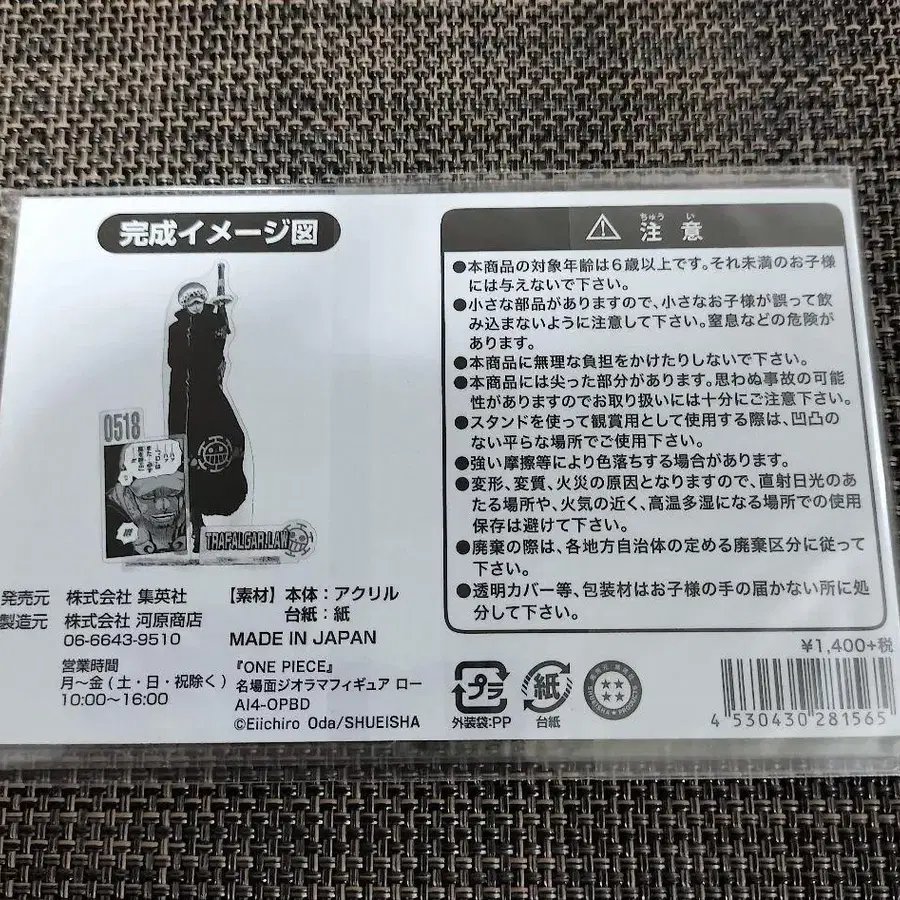 完成イメージ図
0518
TRAFALGAR.LAW
発売元 株式会社 集英社
製造元 株式会社 河原商店
06-6643-9510
営業時間
月〜金(土・日・祝除く)
10:00〜16:00
【素材】本体:アクリル
台紙:紙
MADE IN JAPAN
『ONE PIECE』
名場面ジオラマフィギュア ロー
AI4-OPBD
©Eiichiro Oda/SHUEISHA
ちゅう い
注 意
●本商品の対象年齢は6歳以上です。それ未満のお子様
には与えないで下さい。
●小さな部品がありますので、小さなお子様が誤って飲
み込まないように注意して下さい。窒息などの危険が
あります。
●本商品に無理な負担をかけたりしないで下さい。
●本商品には尖った部分があります。思わぬ事故の可能
性がありますのでお取り扱いには十分にご注意下さい。
●スタンドを使って観賞用として使用する際は、凹凸の
ない平らな場所でご使用下さい。
●強い摩擦等により色落ちする場合があります。
●変形、変質、火災の原因となりますので、直射日光のあ
たる場所や、火気の近く、高温多湿になる場所での使用
保存は避けて下さい。
●廃棄の際は、各地方自治体の定める廃棄区分に従って
下さい。
●透明カバー等、包装材はお子様の手の届かない所に処
分して下さい。
¥1,400+税
プラ
外装袋:PP
紙
台紙
4 530430 281565